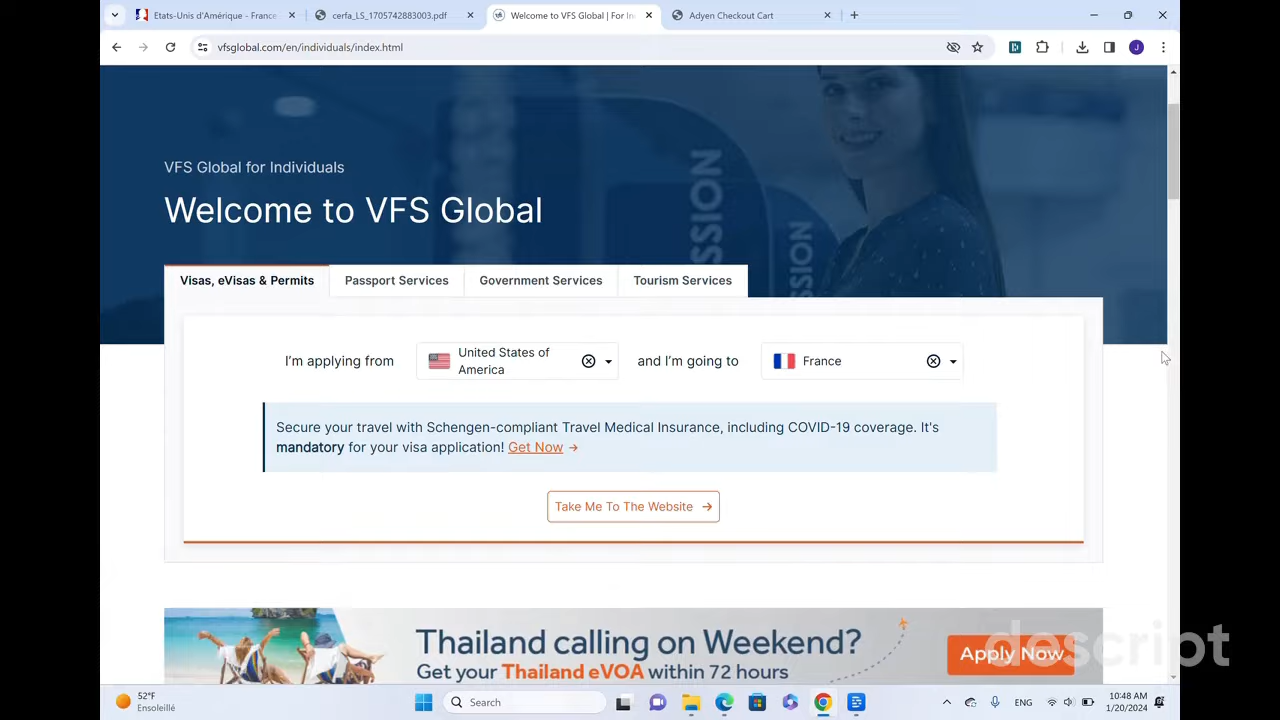 Etats-Unis d'Amérique - France
cerfa_LS_1705742883003.pdf
Welcome to VFS Global | For In
Adyen Checkout Cart
vfsglobal.com/en/individuals/index.html
J
SSION
SSION
VFS Global for Individuals
Welcome to VFS Global
Visas, eVisas & Permits
Passport Services
Government Services
Tourism Services
I'm applying from
United States of
America
and I'm going to
France
Secure your travel with Schengen-compliant Travel Medical Insurance, including COVID-19 coverage. It's
mandatory for your visa application! Get Now →
Take Me To The Website →
Thailand calling on Weekend?
Get your Thailand eVOA within 72 hours
Apply Now
descript
52°F
Ensoleillé
Search
ENG
10:48 AM
1/20/2024